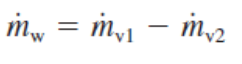 ṁw = ṁv1 − ṁv2